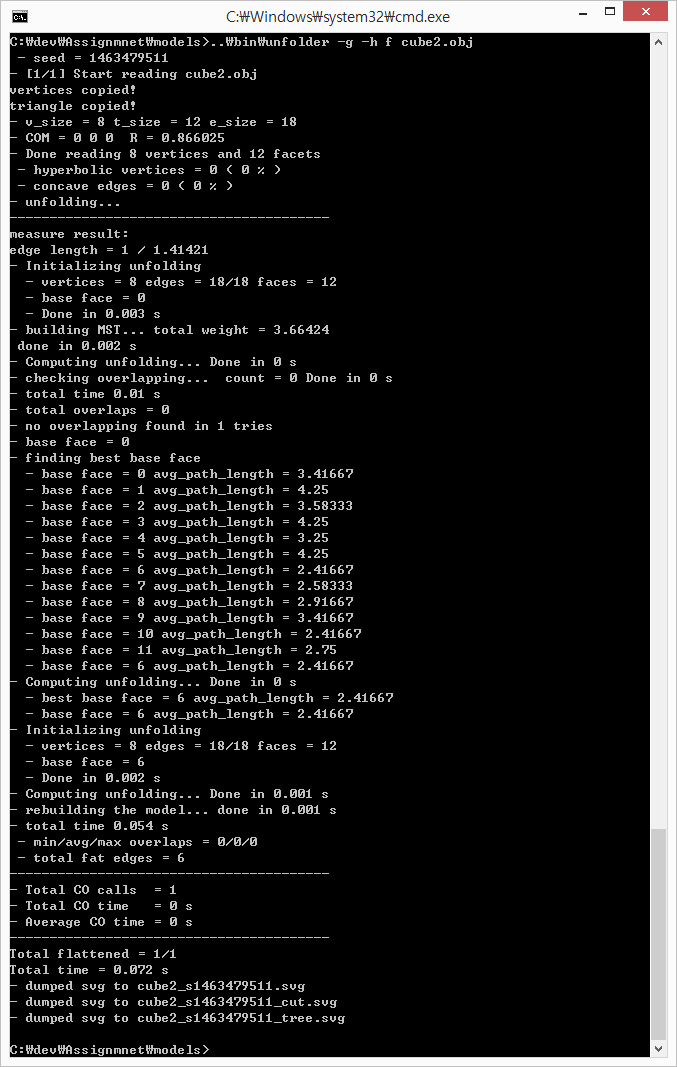 C:₩Windows₩system32₩cmd.exe
C:₩dev₩Assignmnet₩models>..₩bin₩unfolder -g -h f cube2.obj
 - seed = 1463479511
- [1/1] Start reading cube2.obj
vertices copied!
triangle copied!
- v_size = 8 t_size = 12 e_size = 18
- COM = 0 0 0  R = 0.866025
- Done reading 8 vertices and 12 facets
 - hyperbolic vertices = 0 ( 0 % )
 - concave edges = 0 ( 0 % )
- unfolding...
----------------------------------------
measure result:
edge length = 1 / 1.41421
- Initializing unfolding
  - vertices = 8 edges = 18/18 faces = 12
  - base face = 0
  - Done in 0.003 s
- building MST... total weight = 3.66424
 done in 0.002 s
- Computing unfolding... Done in 0 s
- checking overlapping...  count = 0 Done in 0 s
- total time 0.01 s
- total overlaps = 0
- no overlapping found in 1 tries
- base face = 0
- finding best base face
  - base face = 0 avg_path_length = 3.41667
  - base face = 1 avg_path_length = 4.25
  - base face = 2 avg_path_length = 3.58333
  - base face = 3 avg_path_length = 4.25
  - base face = 4 avg_path_length = 3.25
  - base face = 5 avg_path_length = 4.25
  - base face = 6 avg_path_length = 2.41667
  - base face = 7 avg_path_length = 2.58333
  - base face = 8 avg_path_length = 2.91667
  - base face = 9 avg_path_length = 3.41667
  - base face = 10 avg_path_length = 2.41667
  - base face = 11 avg_path_length = 2.75
  - base face = 6 avg_path_length = 2.41667
- Computing unfolding... Done in 0 s
  - best base face = 6 avg_path_length = 2.41667
  - base face = 6 avg_path_length = 2.41667
- Initializing unfolding
  - vertices = 8 edges = 18/18 faces = 12
  - base face = 6
  - Done in 0.002 s
- Computing unfolding... Done in 0.001 s
- rebuilding the model... done in 0.001 s
- total time 0.054 s
 - min/avg/max overlaps = 0/0/0
 - total fat edges = 6
----------------------------------------
- Total CO calls  = 1
- Total CO time   = 0 s
- Average CO time = 0 s
----------------------------------------
Total flattened = 1/1
Total time = 0.072 s
- dumped svg to cube2_s1463479511.svg
- dumped svg to cube2_s1463479511_cut.svg
- dumped svg to cube2_s1463479511_tree.svg
C:₩dev₩Assignmnet₩models>